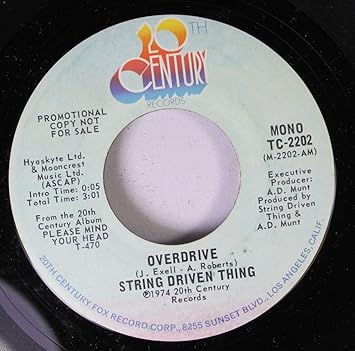 20TH
CENTURY
RECORDS
PROMOTIONAL
COPY NOT
FOR SALE
Hyaskyte Ltd.
& Mooncrest
Music Ltd.
(ASCAP)
Intro Time: 0:05
Total Time: 3:01
From the 20th
Century Album
PLEASE MIND
YOUR HEAD
T-470
MONO
TC-2202
(M-2202-AM)
Executive
Producer:
A.D. Munt
Produced by
String Driven
Thing &
A.D. Munt
OVERDRIVE
(J. Exell - A. Roberts)
STRING DRIVEN THING
℗1974 20th Century
Records
20TH CENTURY FOX RECORD CORP., 8255 SUNSET BLVD., LOS ANGELES, CALIF.